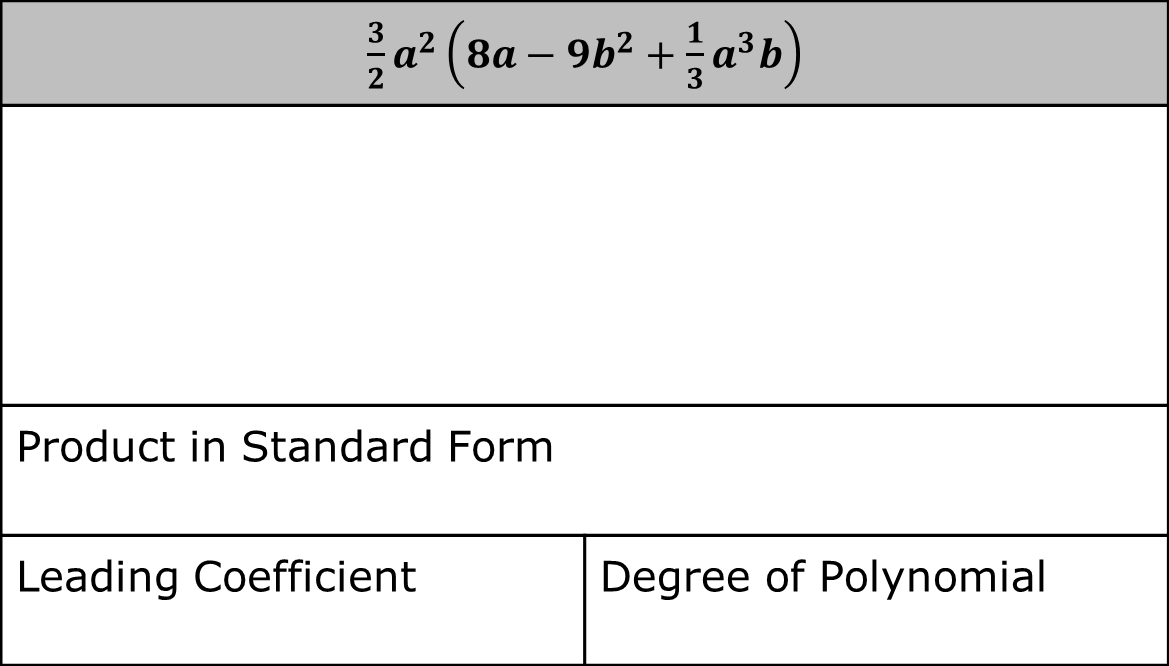 3/2 a² (8a − 9b² + 1/3 a³b)
Product in Standard Form
Leading Coefficient
Degree of Polynomial